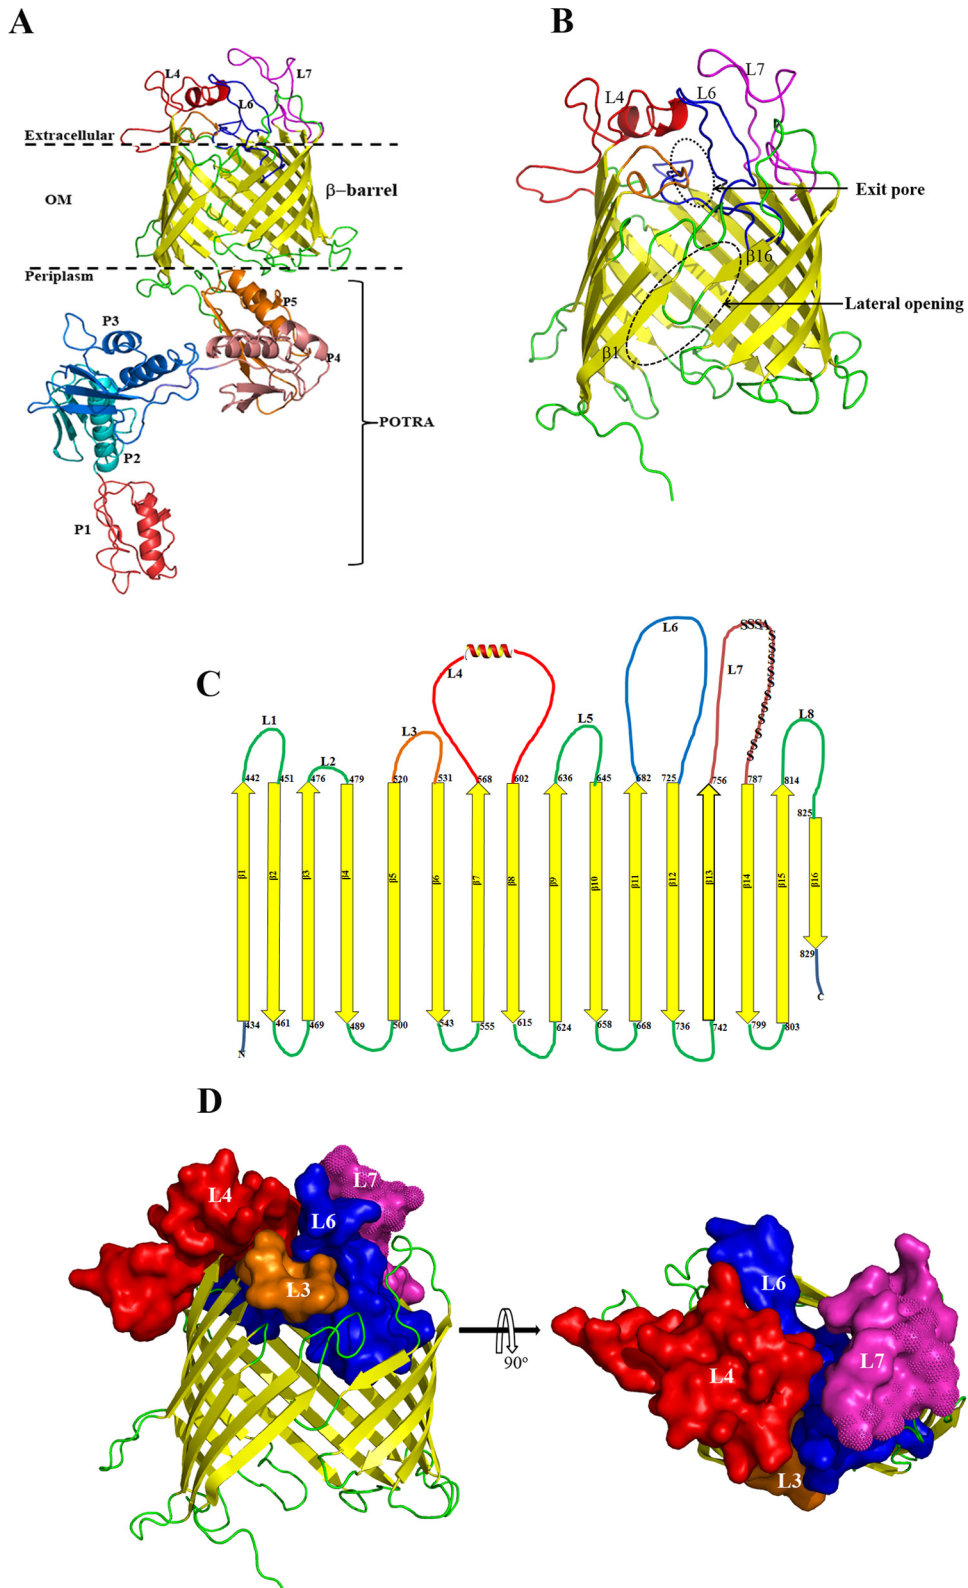 A
L4
L7
L6
Extracellular
OM
β−barrel
Periplasm
P5
P4
P3
P2
P1
POTRA
B
L4
L6
L7
Exit pore
β16
Lateral opening
β1
C
L1
L2
L3
L4
L5
L6
L7
SSSASSSSSSSSSSSS
L8
442
451
476
479
520
531
568
602
636
645
682
725
756
787
814
825
β1
β2
β3
β4
β5
β6
β7
β8
β9
β10
β11
β12
β13
β14
β15
β16
829
C
434
461
469
489
500
543
555
615
624
658
668
736
742
799
803
N
D
L4
L7
L6
L3
90°
L6
L4
L7
L3